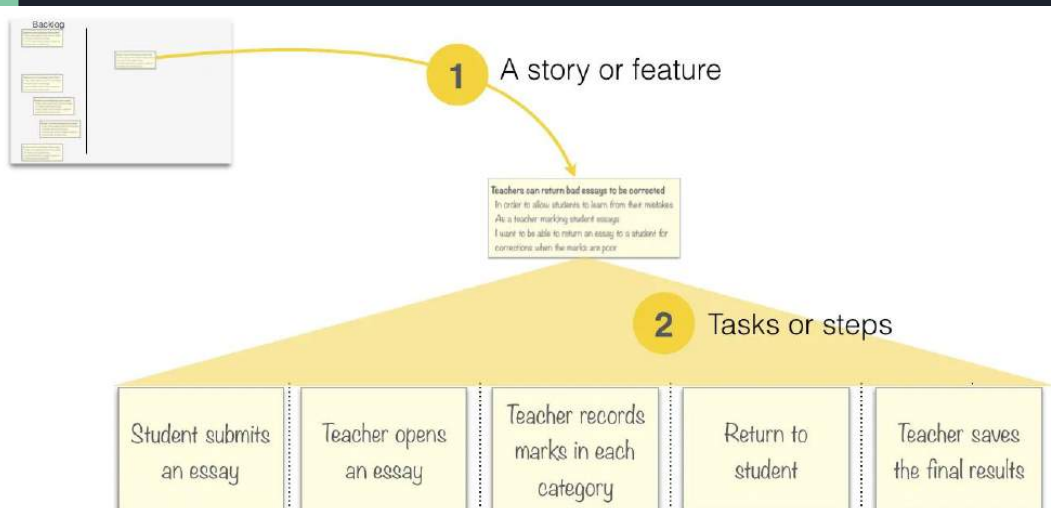 Backlog
1
A story or feature
Teachers can return bad essays to be corrected
In order to allow students to learn from their mistakes
As a teacher marking student essays
I want to be able to return an essay to a student for
corrections when the marks are poor
2
Tasks or steps
Student submits
an essay
Teacher opens
an essay
Teacher records
marks in each
category
Return to
student
Teacher saves
the final results